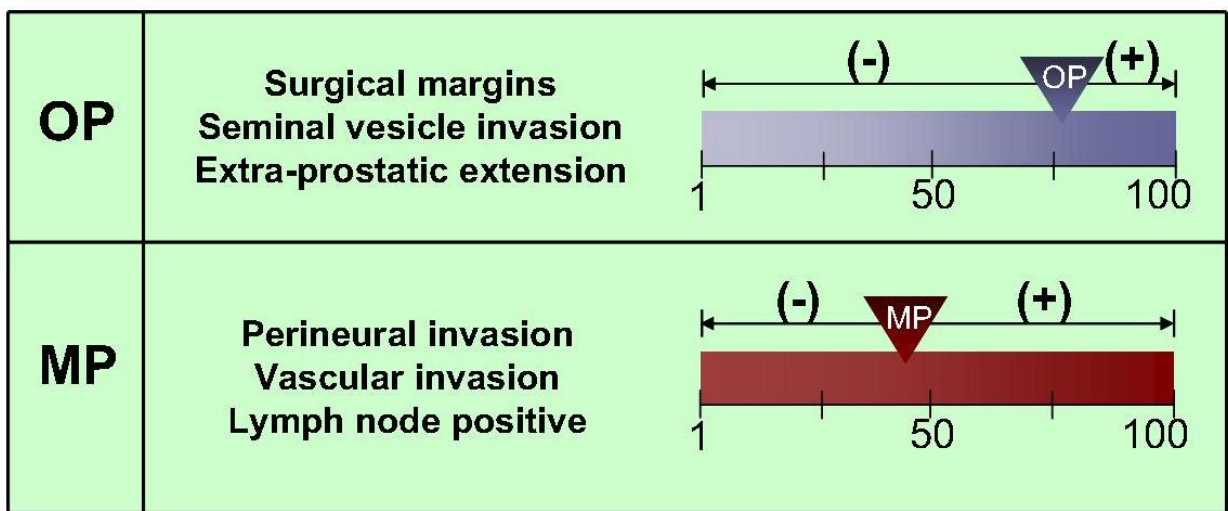 OP
Surgical margins
Seminal vesicle invasion
Extra-prostatic extension
(-) OP (+)
1 50 100
MP
Perineural invasion
Vascular invasion
Lymph node positive
(-) MP (+)
1 50 100